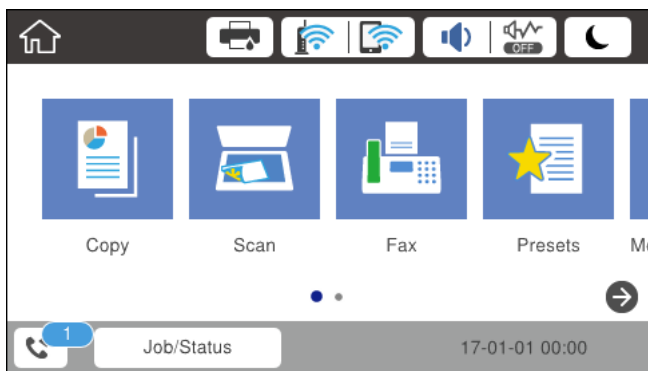 OFF
Copy
Scan
Fax
Presets
1
Job/Status
17-01-01 00:00